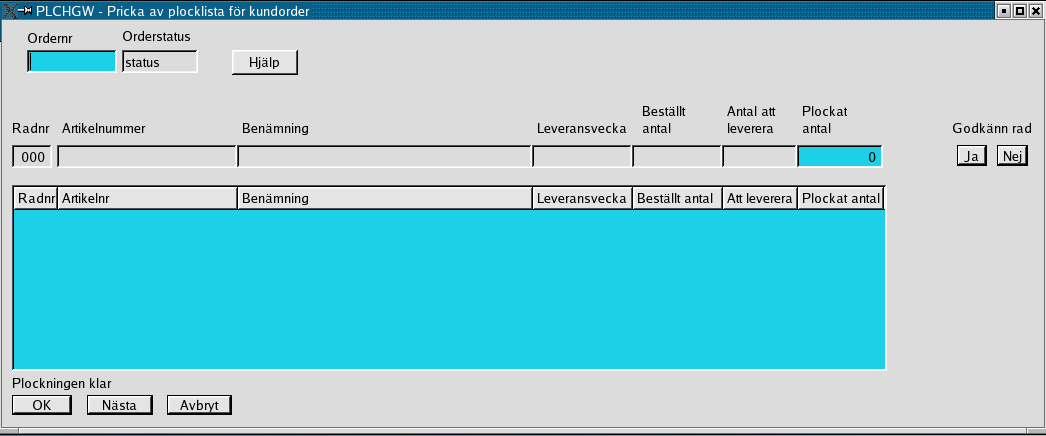 PLCHGW - Pricka av plocklista för kundorder
Ordernr Orderstatus
status Hjälp
Beställt Antal att Plockat
Radnr Artikelnummer Benämning Leveransvecka antal leverera antal Godkänn rad
000 0 Ja Nej
Radnr Artikelnr Benämning Leveransvecka Beställt antal Att leverera Plockat antal
Plockningen klar
OK Nästa Avbryt